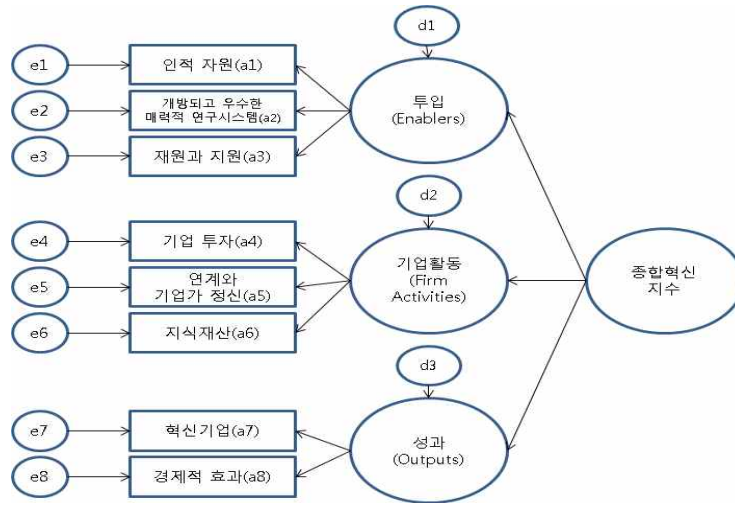 d1
e1
인적 자원(a1)
e2
개방되고 우수한
매력적 연구시스템(a2)
투입
(Enablers)
e3
재원과 지원(a3)
d2
e4
기업 투자(a4)
e5
연계와
기업가 정신(a5)
기업활동
(Firm
Activities)
종합혁신
지수
e6
지식재산(a6)
d3
e7
혁신기업(a7)
성과
(Outputs)
e8
경제적 효과(a8)